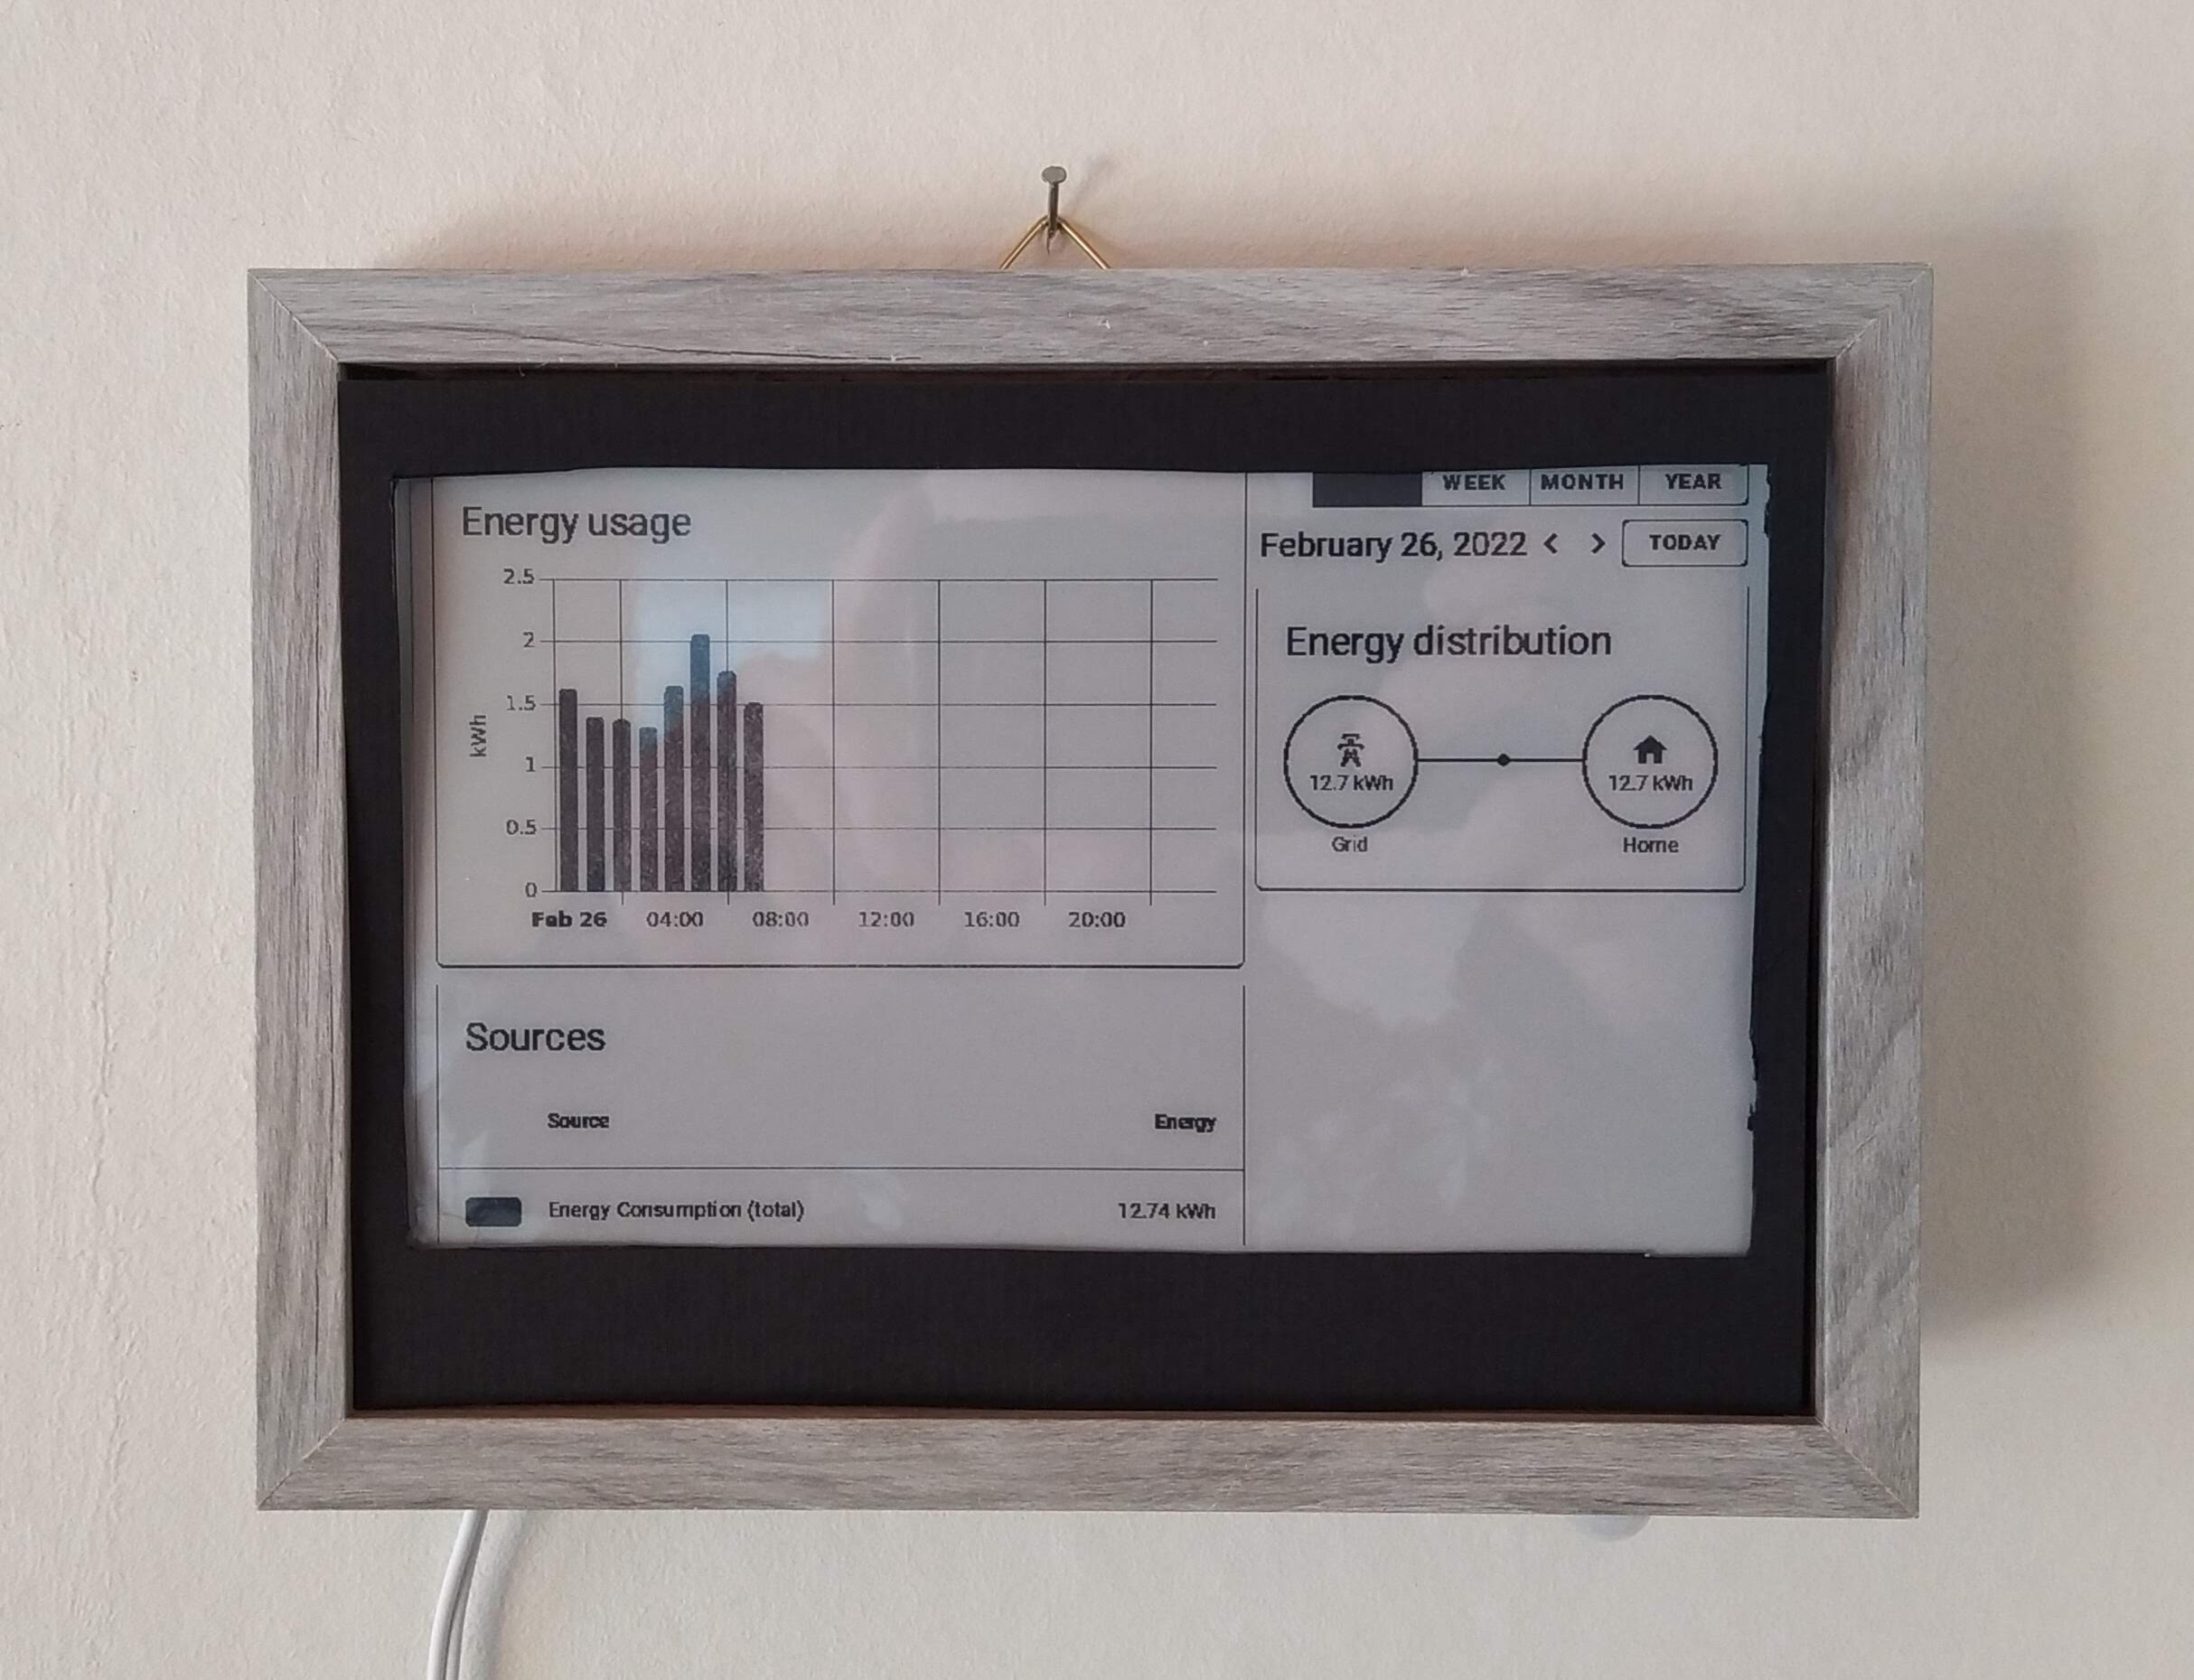 Energy usage
2.5
2
1.5
1
0.5
0
kWh
Feb 26 04:00 08:00 12:00 16:00 20:00
Sources
Source Energy
Energy Consumption (total) 12.74 kWh
WEEK MONTH YEAR
February 26, 2022 < > TODAY
Energy distribution
12.7 kWh 12.7 kWh
Grid Home